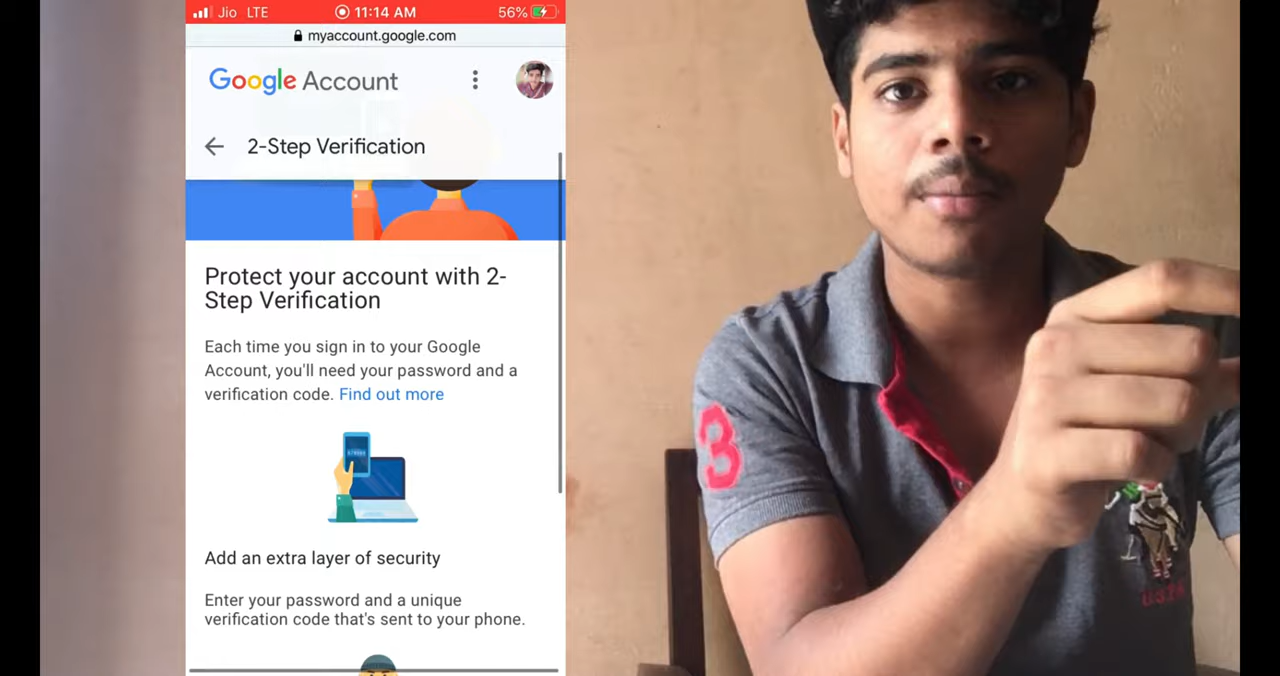 Jio LTE 11:14 AM 56%
myaccount.google.com
Google Account
2-Step Verification
Protect your account with 2-
Step Verification
Each time you sign in to your Google
Account, you'll need your password and a
verification code. Find out more
Add an extra layer of security
Enter your password and a unique
verification code that's sent to your phone.
3